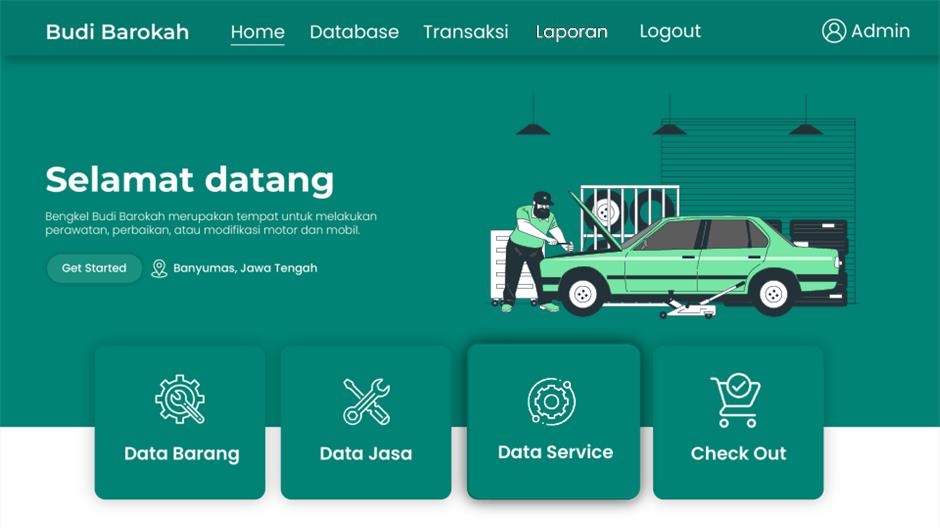 Budi Barokah Home Database Transaksi Laporan Logout Admin
Selamat datang
Bengkel Budi Barokah merupakan tempat untuk melakukan
perawatan, perbaikan, atau modifikasi motor dan mobil.
Get Started Banyumas, Jawa Tengah
Data Barang Data Jasa Data Service Check Out